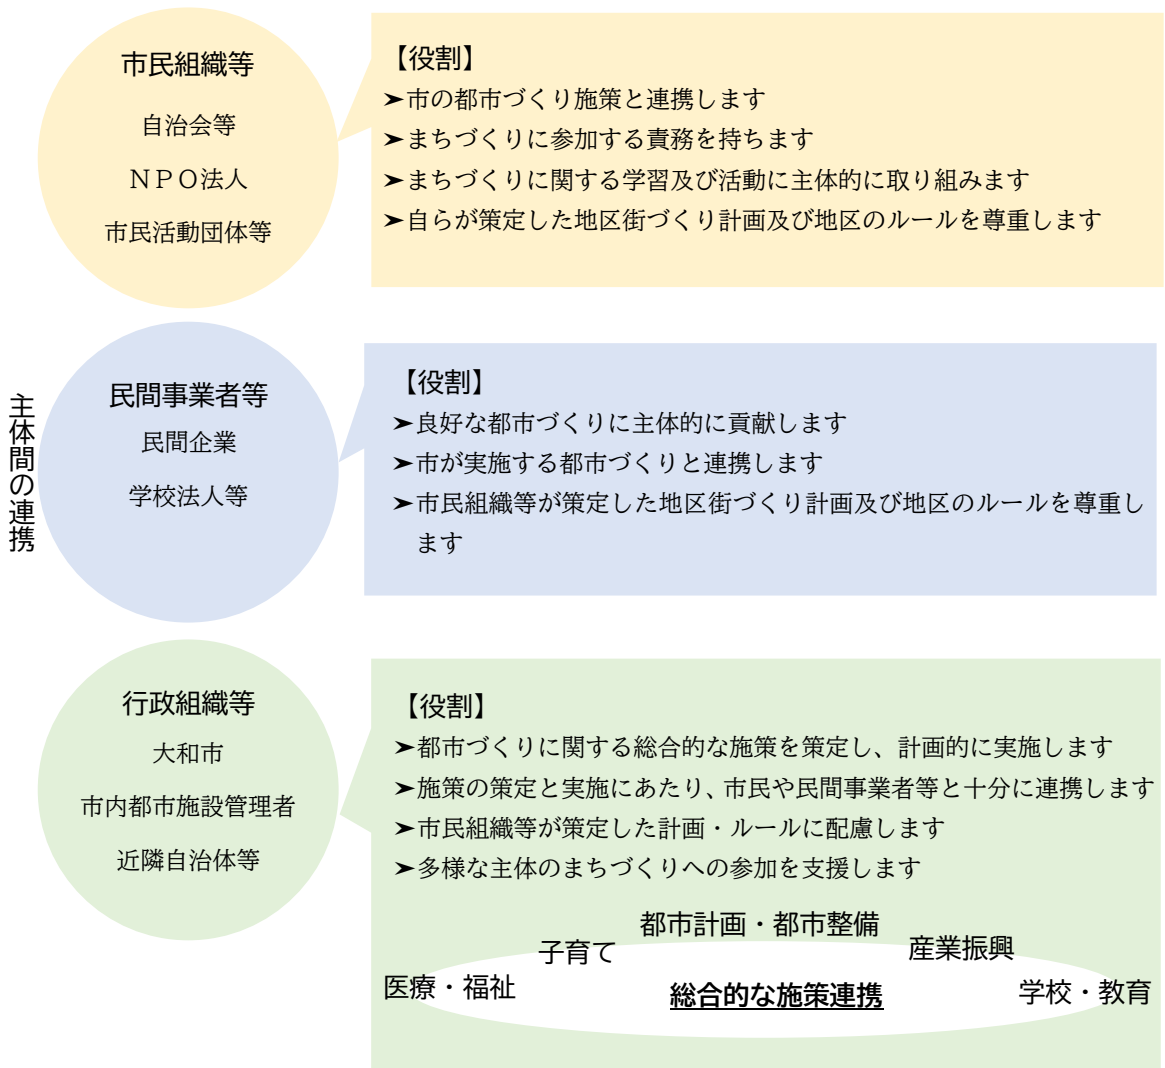 主体間の連携
市民組織等
自治会等
ＮＰＯ法人
市民活動団体等
【役割】
➤市の都市づくり施策と連携します
➤まちづくりに参加する責務を持ちます
➤まちづくりに関する学習及び活動に主体的に取り組みます
➤自らが策定した地区街づくり計画及び地区のルールを尊重します
民間事業者等
民間企業
学校法人等
【役割】
➤良好な都市づくりに主体的に貢献します
➤市が実施する都市づくりと連携します
➤市民組織等が策定した地区街づくり計画及び地区のルールを尊重し
ます
行政組織等
大和市
市内都市施設管理者
近隣自治体等
【役割】
➤都市づくりに関する総合的な施策を策定し、計画的に実施します
➤施策の策定と実施にあたり、市民や民間事業者等と十分に連携します
➤市民組織等が策定した計画・ルールに配慮します
➤多様な主体のまちづくりへの参加を支援します
都市計画・都市整備
子育て
産業振興
医療・福祉
総合的な施策連携
学校・教育